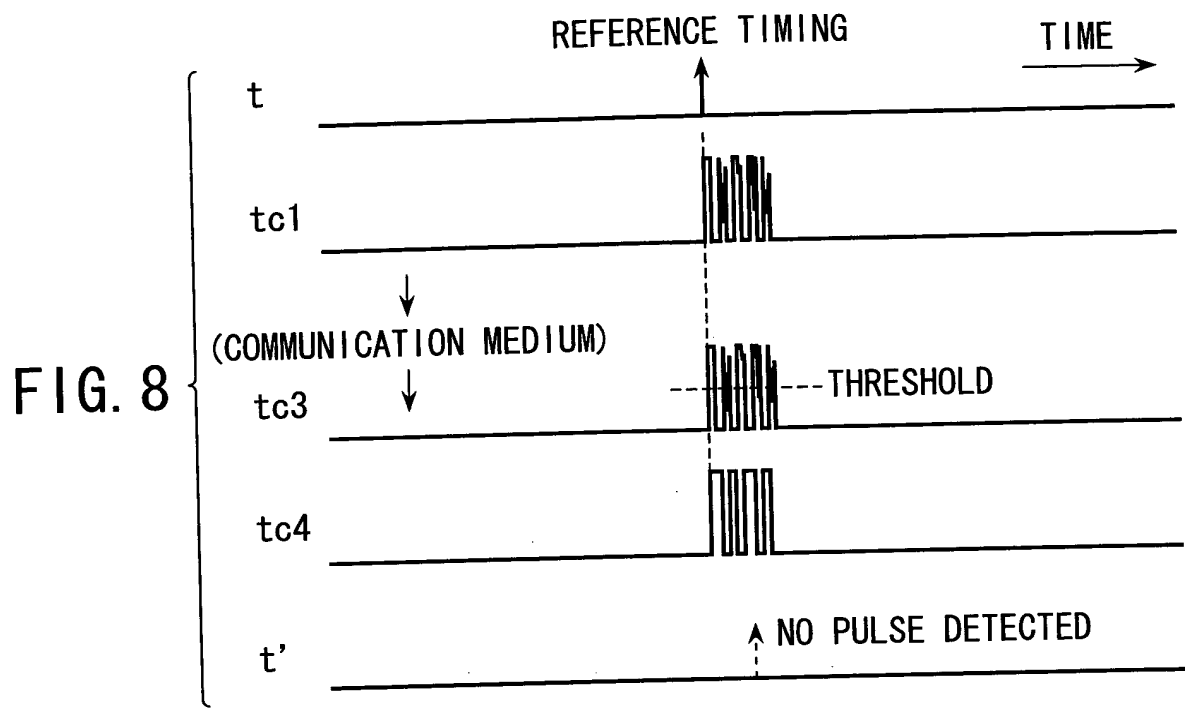 REFERENCE TIMING
TIME
t
tc1
(COMMUNICATION MEDIUM)
FIG. 8
THRESHOLD
tc3
tc4
NO PULSE DETECTED
t'